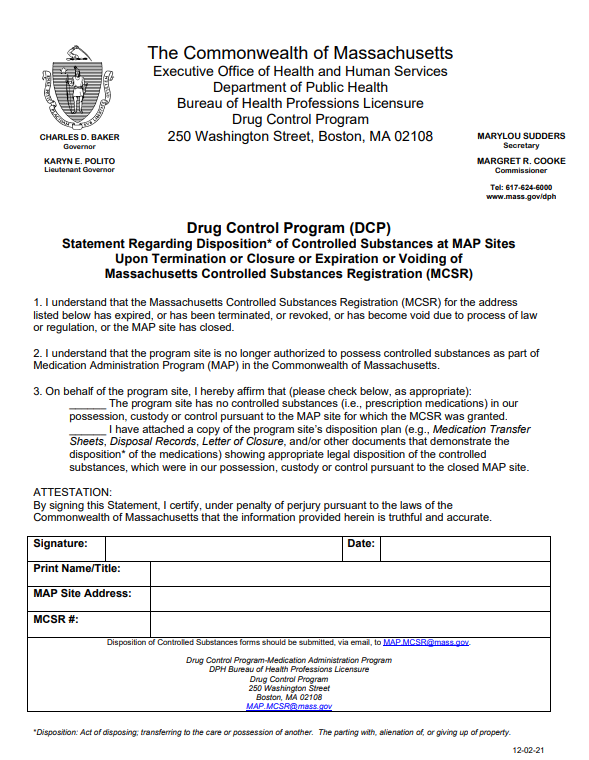 The Commonwealth of Massachusetts
Executive Office of Health and Human Services
Department of Public Health
Bureau of Health Professions Licensure
Drug Control Program
250 Washington Street, Boston, MA 02108
CHARLES D. BAKER
Governor
KARYN E. POLITO
Lieutenant Governor
MARYLOU SUDDERS
Secretary
MARGRET R. COOKE
Commissioner
Tel: 617-624-6000
www.mass.gov/dph
Drug Control Program (DCP)
Statement Regarding Disposition* of Controlled Substances at MAP Sites
Upon Termination or Closure or Expiration or Voiding of
Massachusetts Controlled Substances Registration (MCSR)
1. I understand that the Massachusetts Controlled Substances Registration (MCSR) for the address
listed below has expired, or has been terminated, or revoked, or has become void due to process of law
or regulation, or the MAP site has closed.
2. I understand that the program site is no longer authorized to possess controlled substances as part of
Medication Administration Program (MAP) in the Commonwealth of Massachusetts.
3. On behalf of the program site, I hereby affirm that (please check below, as appropriate):
______ The program site has no controlled substances (i.e., prescription medications) in our
possession, custody or control pursuant to the MAP site for which the MCSR was granted.
______ I have attached a copy of the program site's disposition plan (e.g., Medication Transfer
Sheets, Disposal Records, Letter of Closure, and/or other documents that demonstrate the
disposition* of the medications) showing appropriate legal disposition of the controlled
substances, which were in our possession, custody or control pursuant to the closed MAP site.
ATTESTATION:
By signing this Statement, I certify, under penalty of perjury pursuant to the laws of the
Commonwealth of Massachusetts that the information provided herein is truthful and accurate.
Signature: Date:
Print Name/Title:
MAP Site Address:
MCSR #:
Disposition of Controlled Substances forms should be submitted, via email, to MAP.MCSR@mass.gov.
Drug Control Program-Medication Administration Program
DPH Bureau of Health Professions Licensure
Drug Control Program
250 Washington Street
Boston, MA 02108
MAP.MCSR@mass.gov
*Disposition: Act of disposing; transferring to the care or possession of another. The parting with, alienation of, or giving up of property.
12-02-21